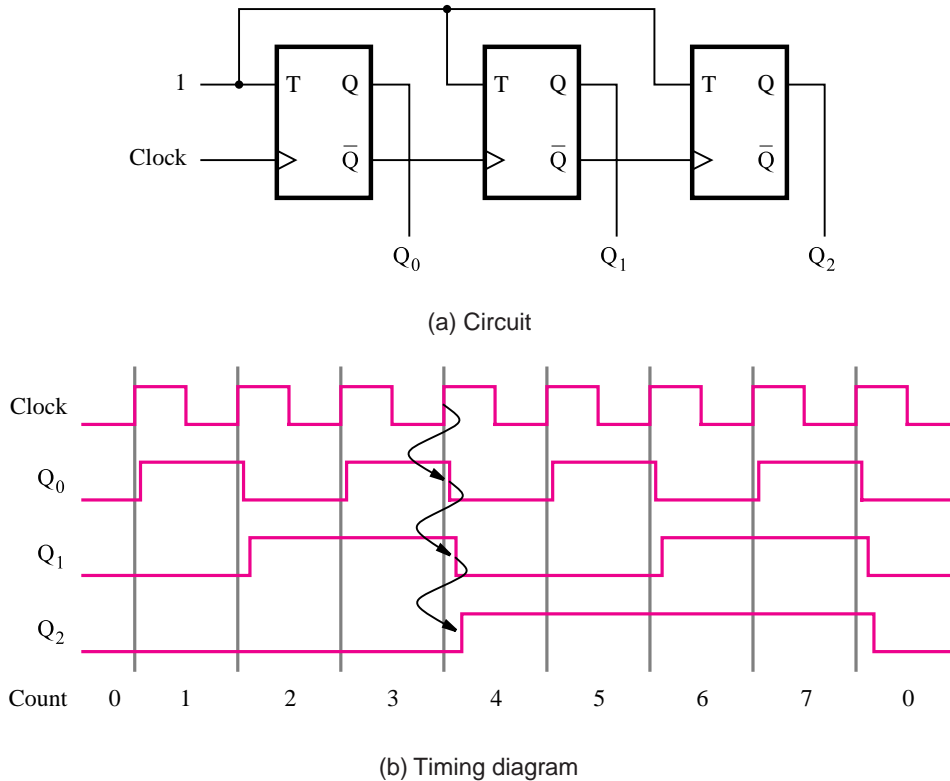 1 T Q T Q T Q
Clock Q̅ Q̅ Q̅
Q₀ Q₁ Q₂
(a) Circuit
Clock
Q₀
Q₁
Q₂
Count 0 1 2 3 4 5 6 7 0
(b) Timing diagram